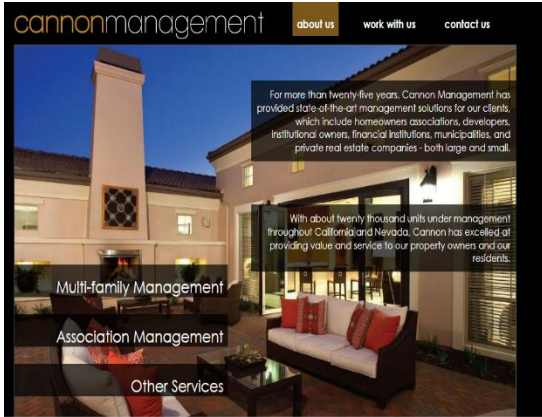 cannonmanagement
about us
work with us
contact us
For more than twenty-five years, Cannon Management has
provided state-of-the-art management solutions for our clients,
which include homeowners associations, developers,
institutional owners, financial institutions, municipalities, and
private real estate companies - both large and small.
With about twenty thousand units under management
throughout California and Nevada, Cannon has excelled at
providing value and service to our property owners and our
residents.
Multi-family Management
Association Management
Other Services